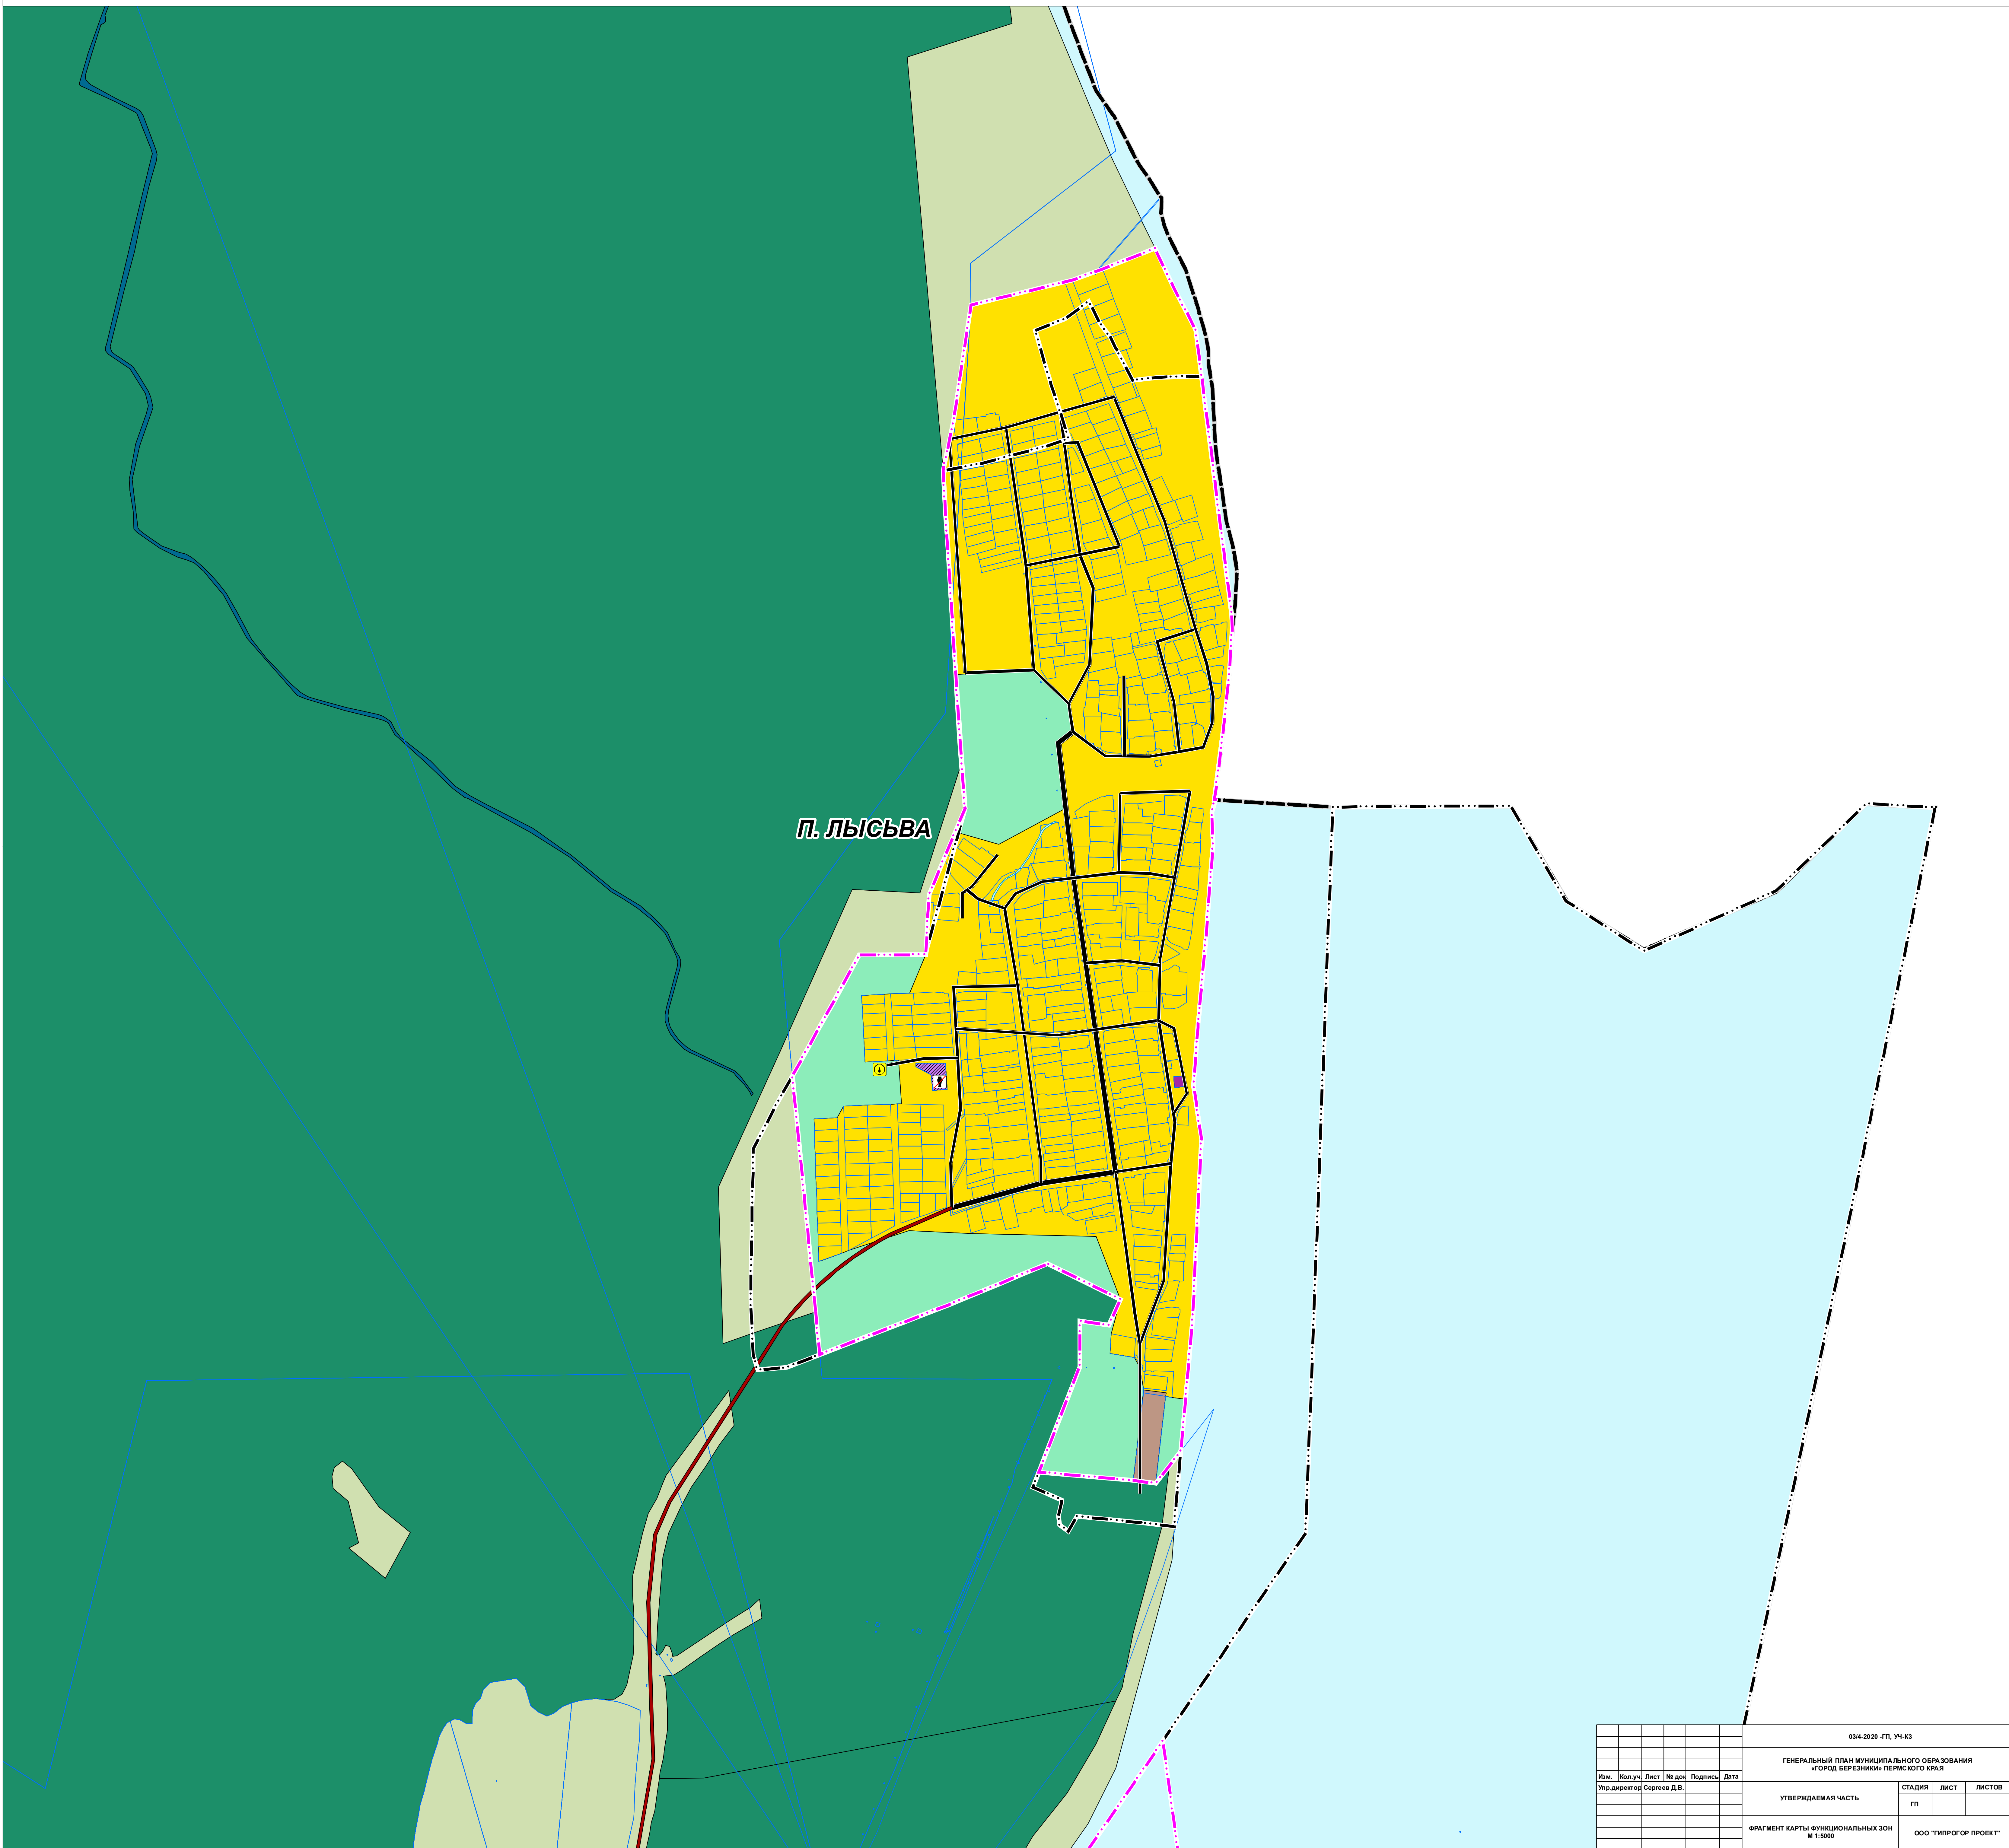 П. ЛЫСЬВА
03/4-2020 -ГП, УЧ-КЗ
ГЕНЕРАЛЬНЫЙ ПЛАН МУНИЦИПАЛЬНОГО ОБРАЗОВАНИЯ
«ГОРОД БЕРЕЗНИКИ» ПЕРМСКОГО КРАЯ
Изм. Кол.уч Лист № док Подпись Дата
Упр.директор Сергеев Д.В.
УТВЕРЖДАЕМАЯ ЧАСТЬ
СТАДИЯ ЛИСТ ЛИСТОВ
ГП
ФРАГМЕНТ КАРТЫ ФУНКЦИОНАЛЬНЫХ ЗОН
М 1:5000
ООО "ГИПРОГОР ПРОЕКТ"